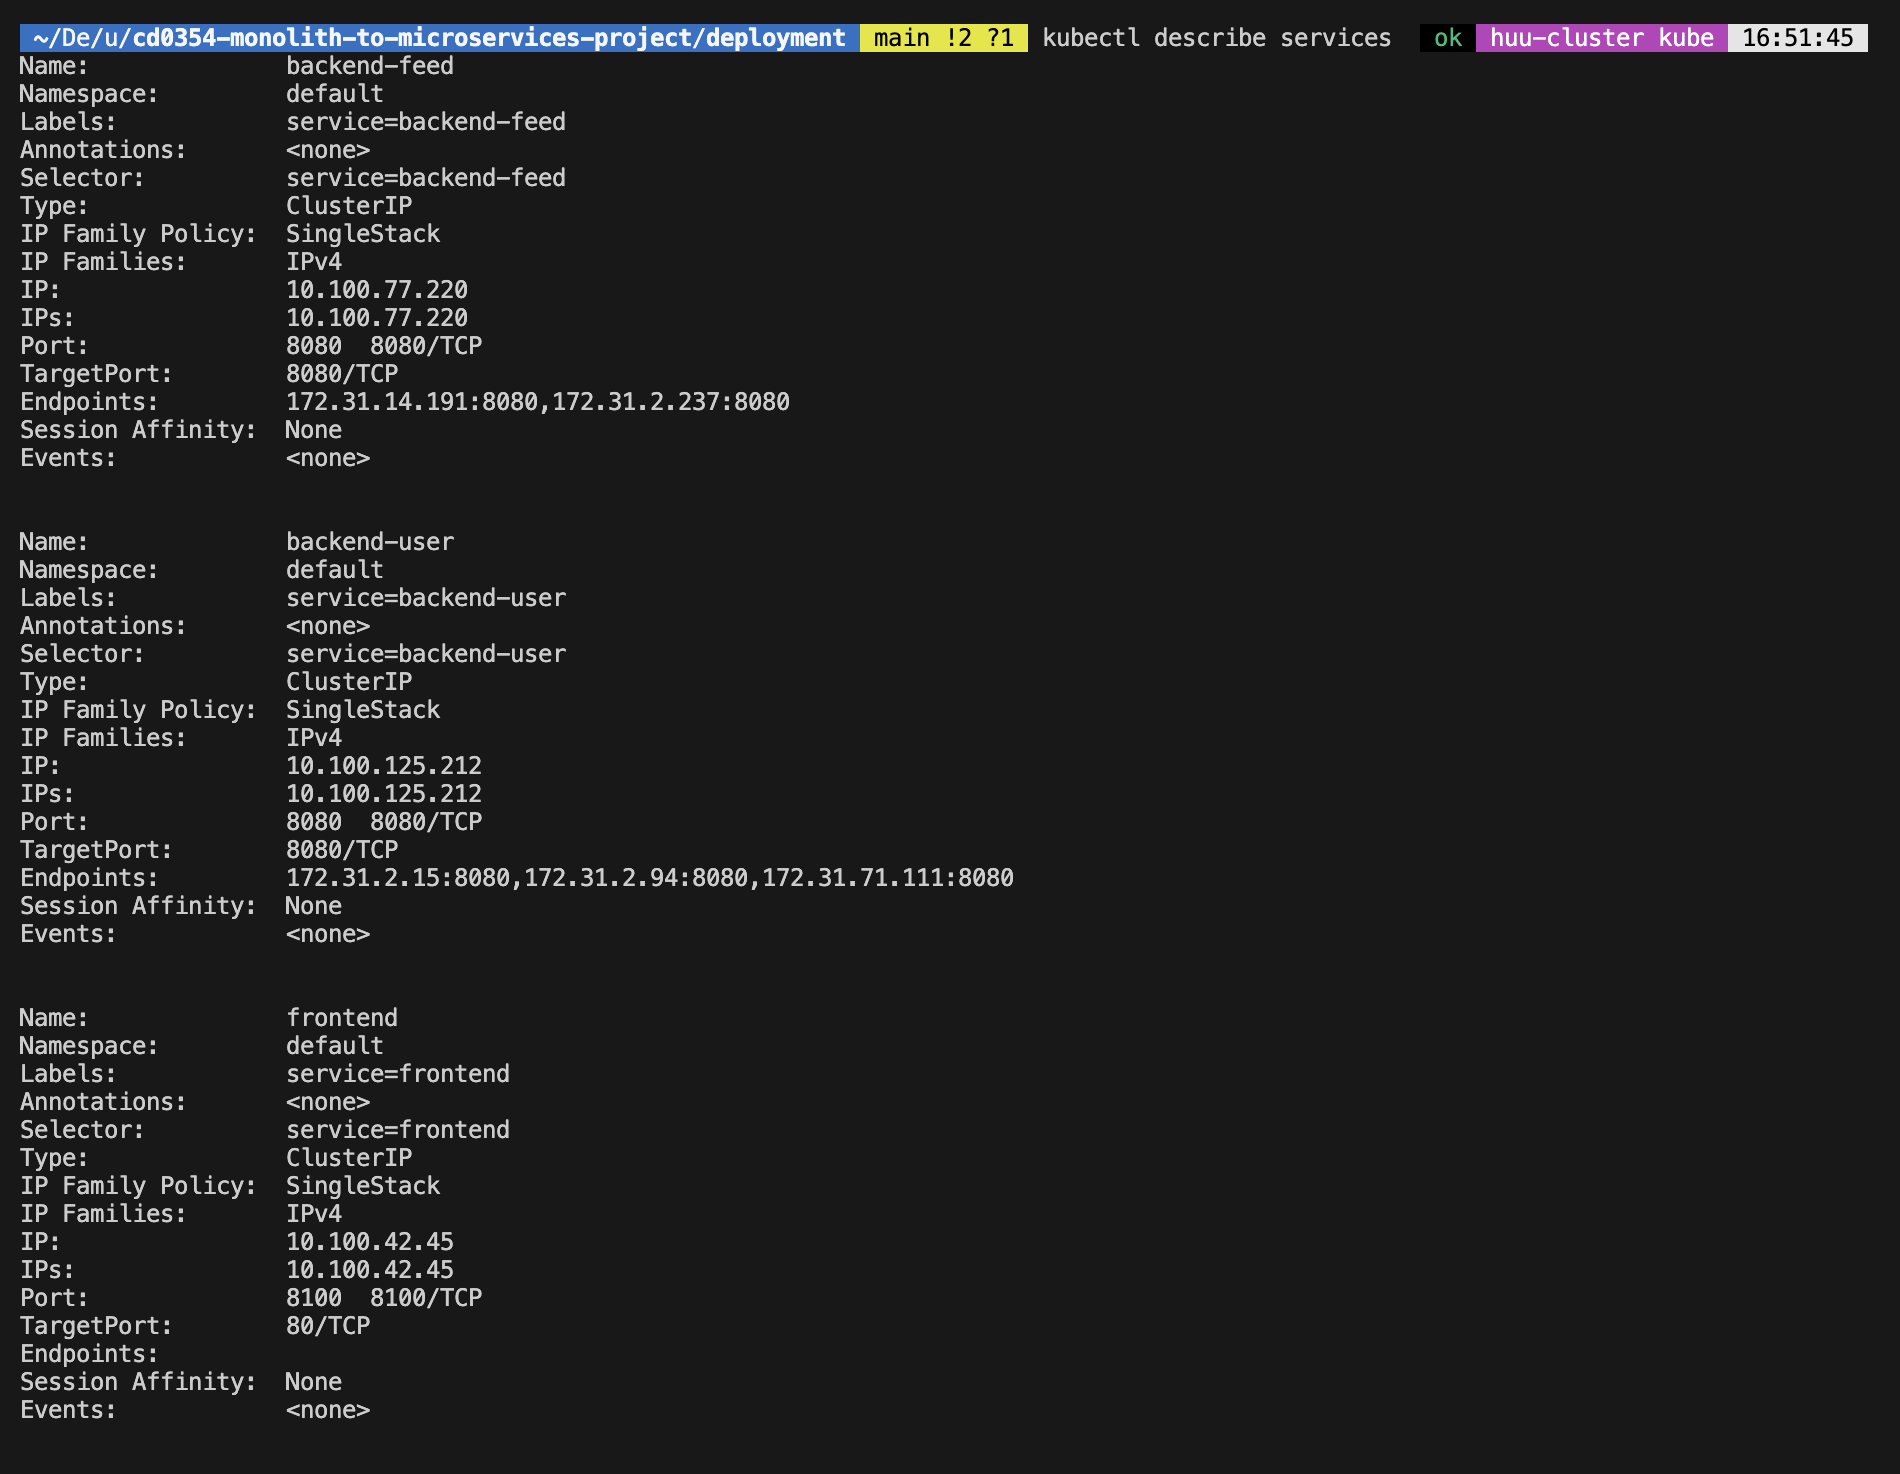 ~/De/u/cd0354-monolith-to-microservices-project/deployment main !2 ?1 kubectl describe services ok huu-cluster kube 16:51:45
Name: backend-feed
Namespace: default
Labels: service=backend-feed
Annotations: <none>
Selector: service=backend-feed
Type: ClusterIP
IP Family Policy: SingleStack
IP Families: IPv4
IP: 10.100.77.220
IPs: 10.100.77.220
Port: 8080 8080/TCP
TargetPort: 8080/TCP
Endpoints: 172.31.14.191:8080,172.31.2.237:8080
Session Affinity: None
Events: <none>
Name: backend-user
Namespace: default
Labels: service=backend-user
Annotations: <none>
Selector: service=backend-user
Type: ClusterIP
IP Family Policy: SingleStack
IP Families: IPv4
IP: 10.100.125.212
IPs: 10.100.125.212
Port: 8080 8080/TCP
TargetPort: 8080/TCP
Endpoints: 172.31.2.15:8080,172.31.2.94:8080,172.31.71.111:8080
Session Affinity: None
Events: <none>
Name: frontend
Namespace: default
Labels: service=frontend
Annotations: <none>
Selector: service=frontend
Type: ClusterIP
IP Family Policy: SingleStack
IP Families: IPv4
IP: 10.100.42.45
IPs: 10.100.42.45
Port: 8100 8100/TCP
TargetPort: 80/TCP
Endpoints:
Session Affinity: None
Events: <none>